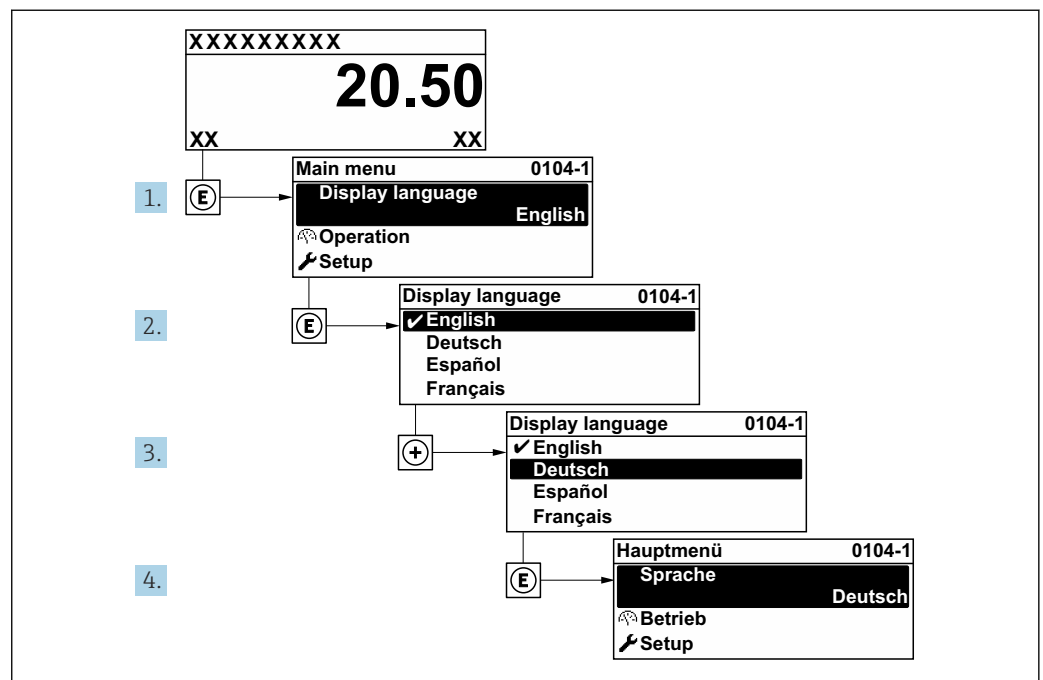 XXXXXXXXX
20.50
XX XX
1. E
Main menu 0104-1
Display language
English
Operation
Setup
2. E
Display language 0104-1
✔English
Deutsch
Español
Français
3. +
Display language 0104-1
✔English
Deutsch
Español
Français
4. E
Hauptmenü 0104-1
Sprache
Deutsch
Betrieb
Setup